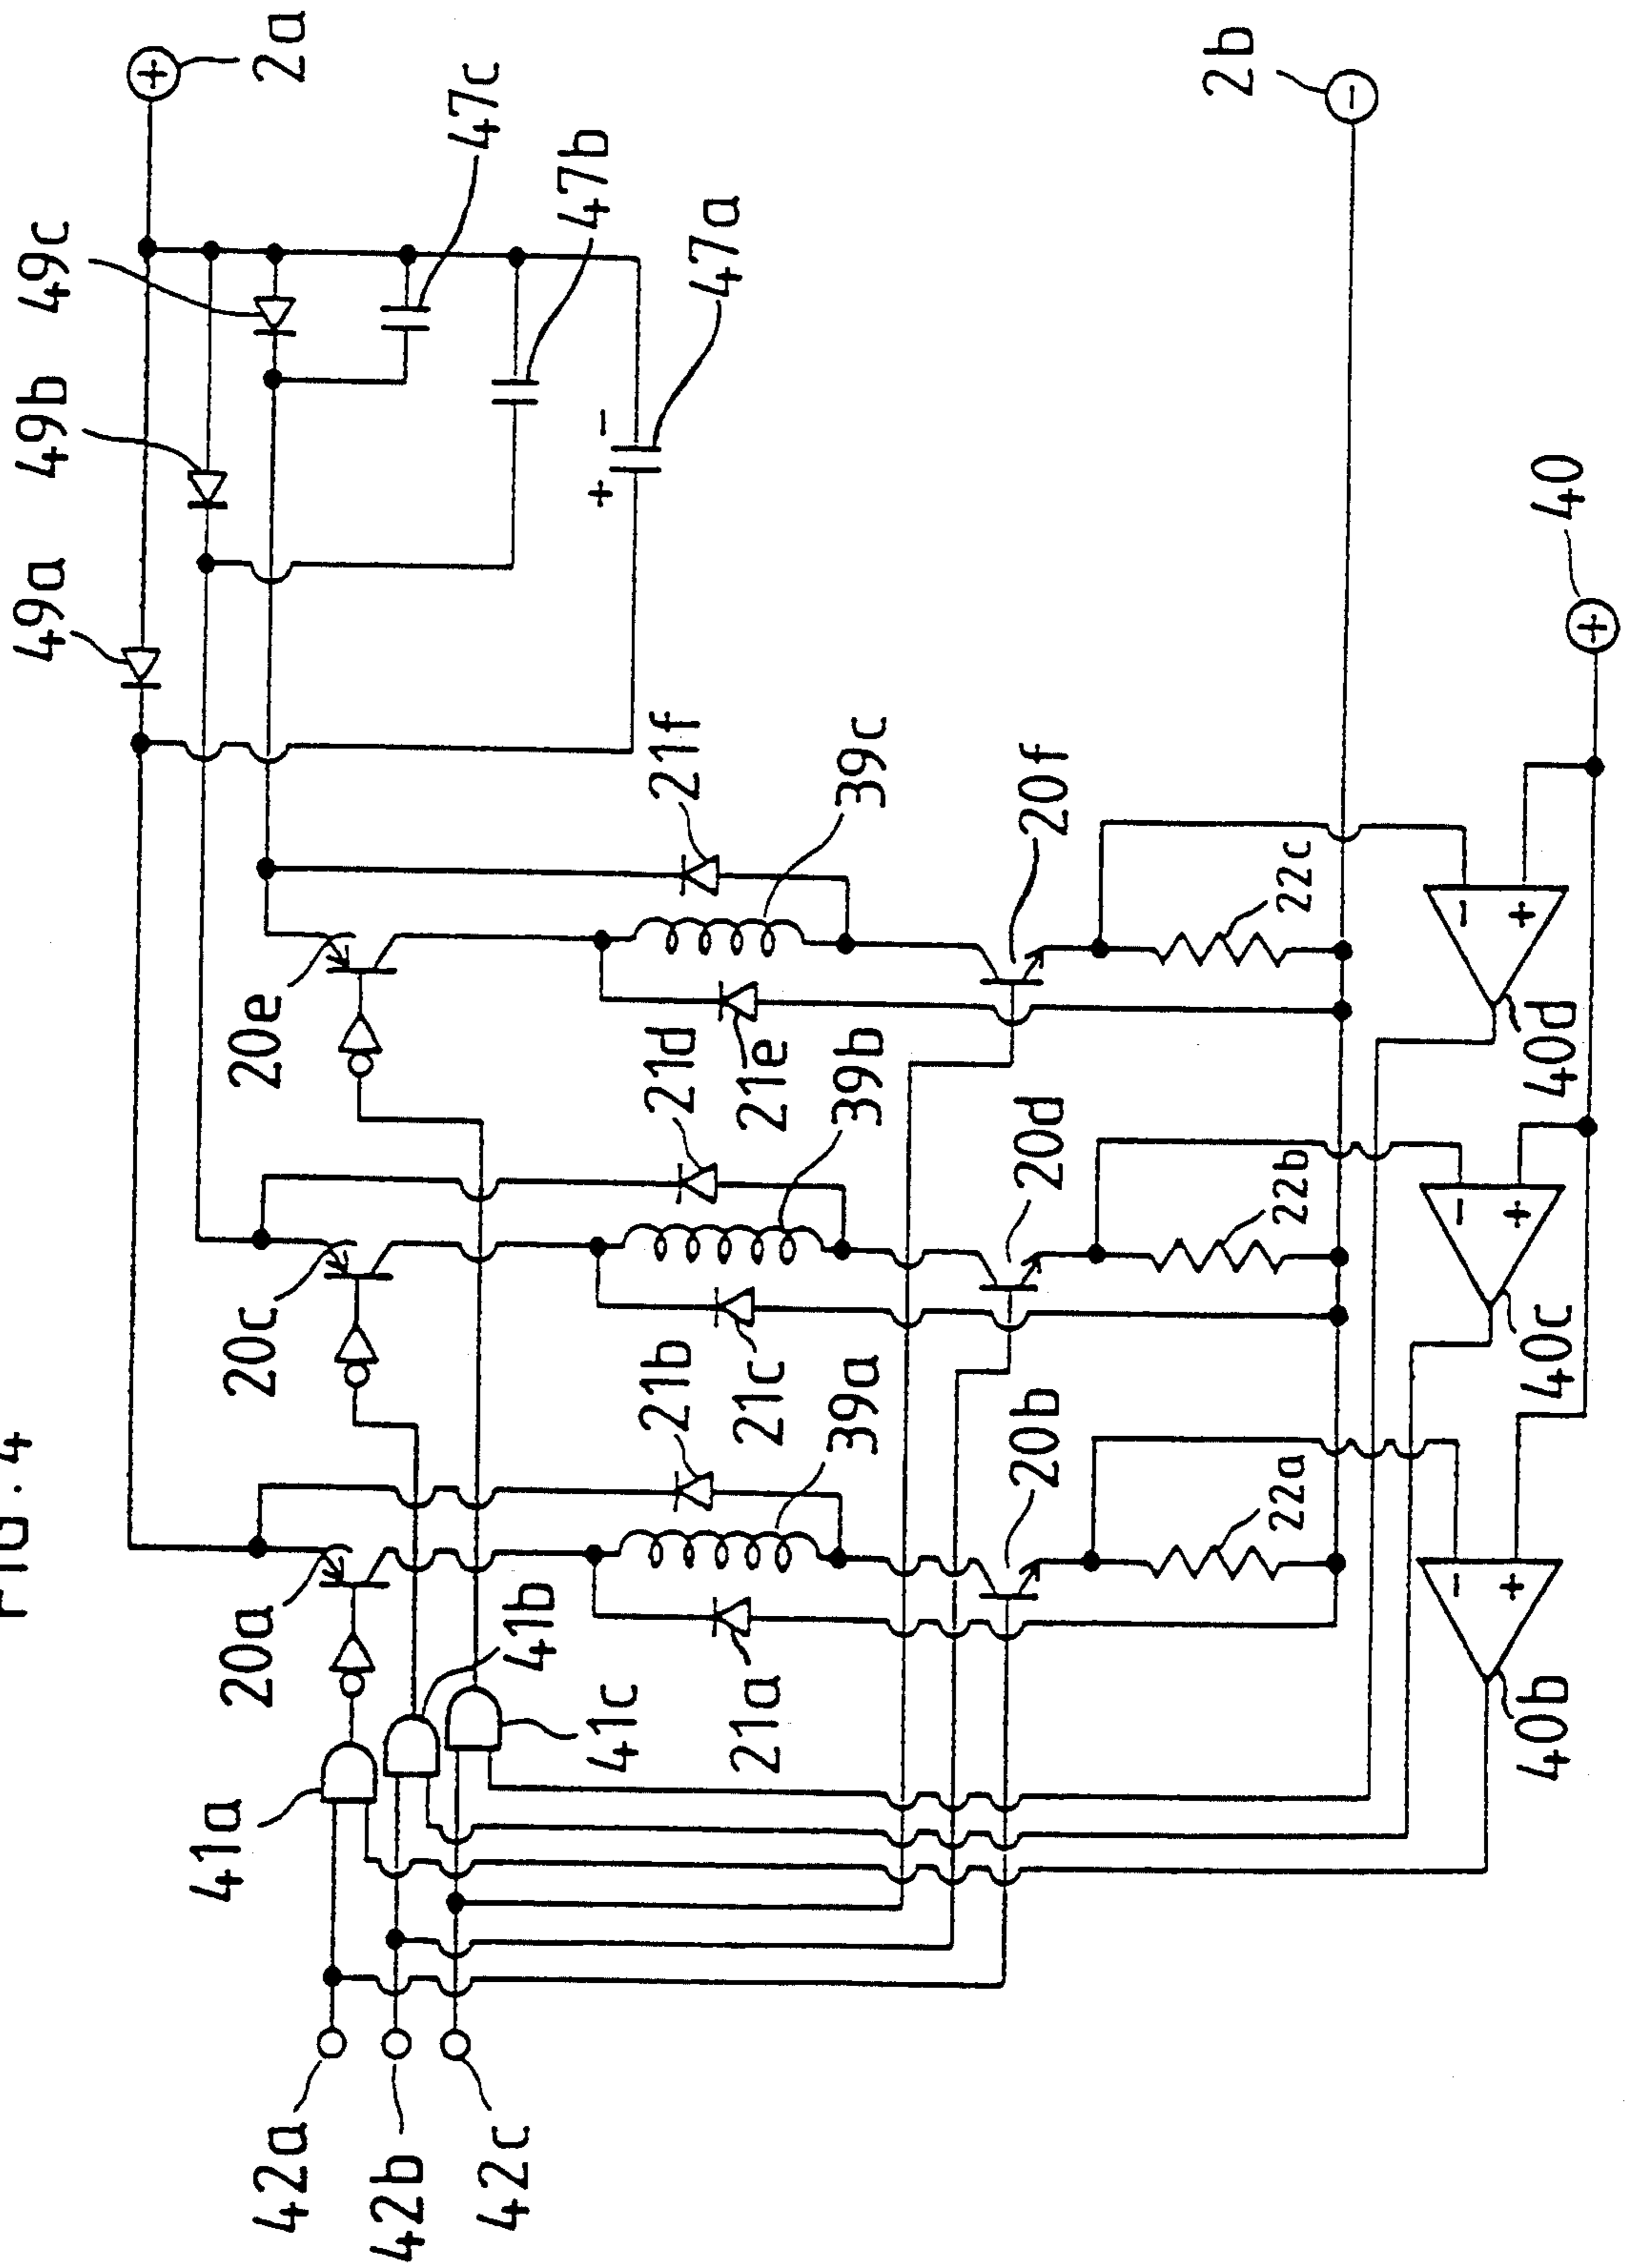 FIG. 4
2a
49c
47c
49b
47b
47a
49a
+
−
+
−
2b
21f
39c
20e
20f
22c
21e
21d
39b
40
+
−
+
40d
20c
20d
22b
21c
21b
39a
−
+
40c
20a
20b
22a
41b
21a
41c
−
+
40b
41a
42a
42b
42c